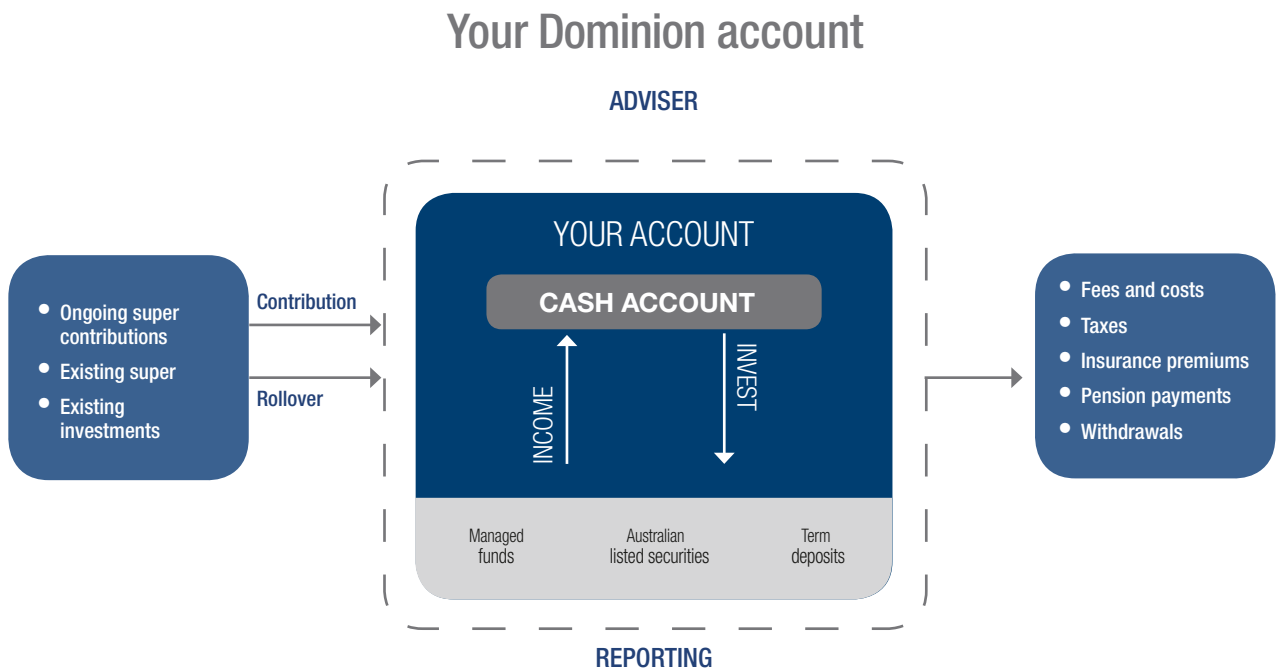 Your Dominion account
ADVISER
• Ongoing super
contributions
• Existing super
• Existing
investments
Contribution
Rollover
YOUR ACCOUNT
CASH ACCOUNT
INCOME
INVEST
Managed
funds
Australian
listed securities
Term
deposits
• Fees and costs
• Taxes
• Insurance premiums
• Pension payments
• Withdrawals
REPORTING